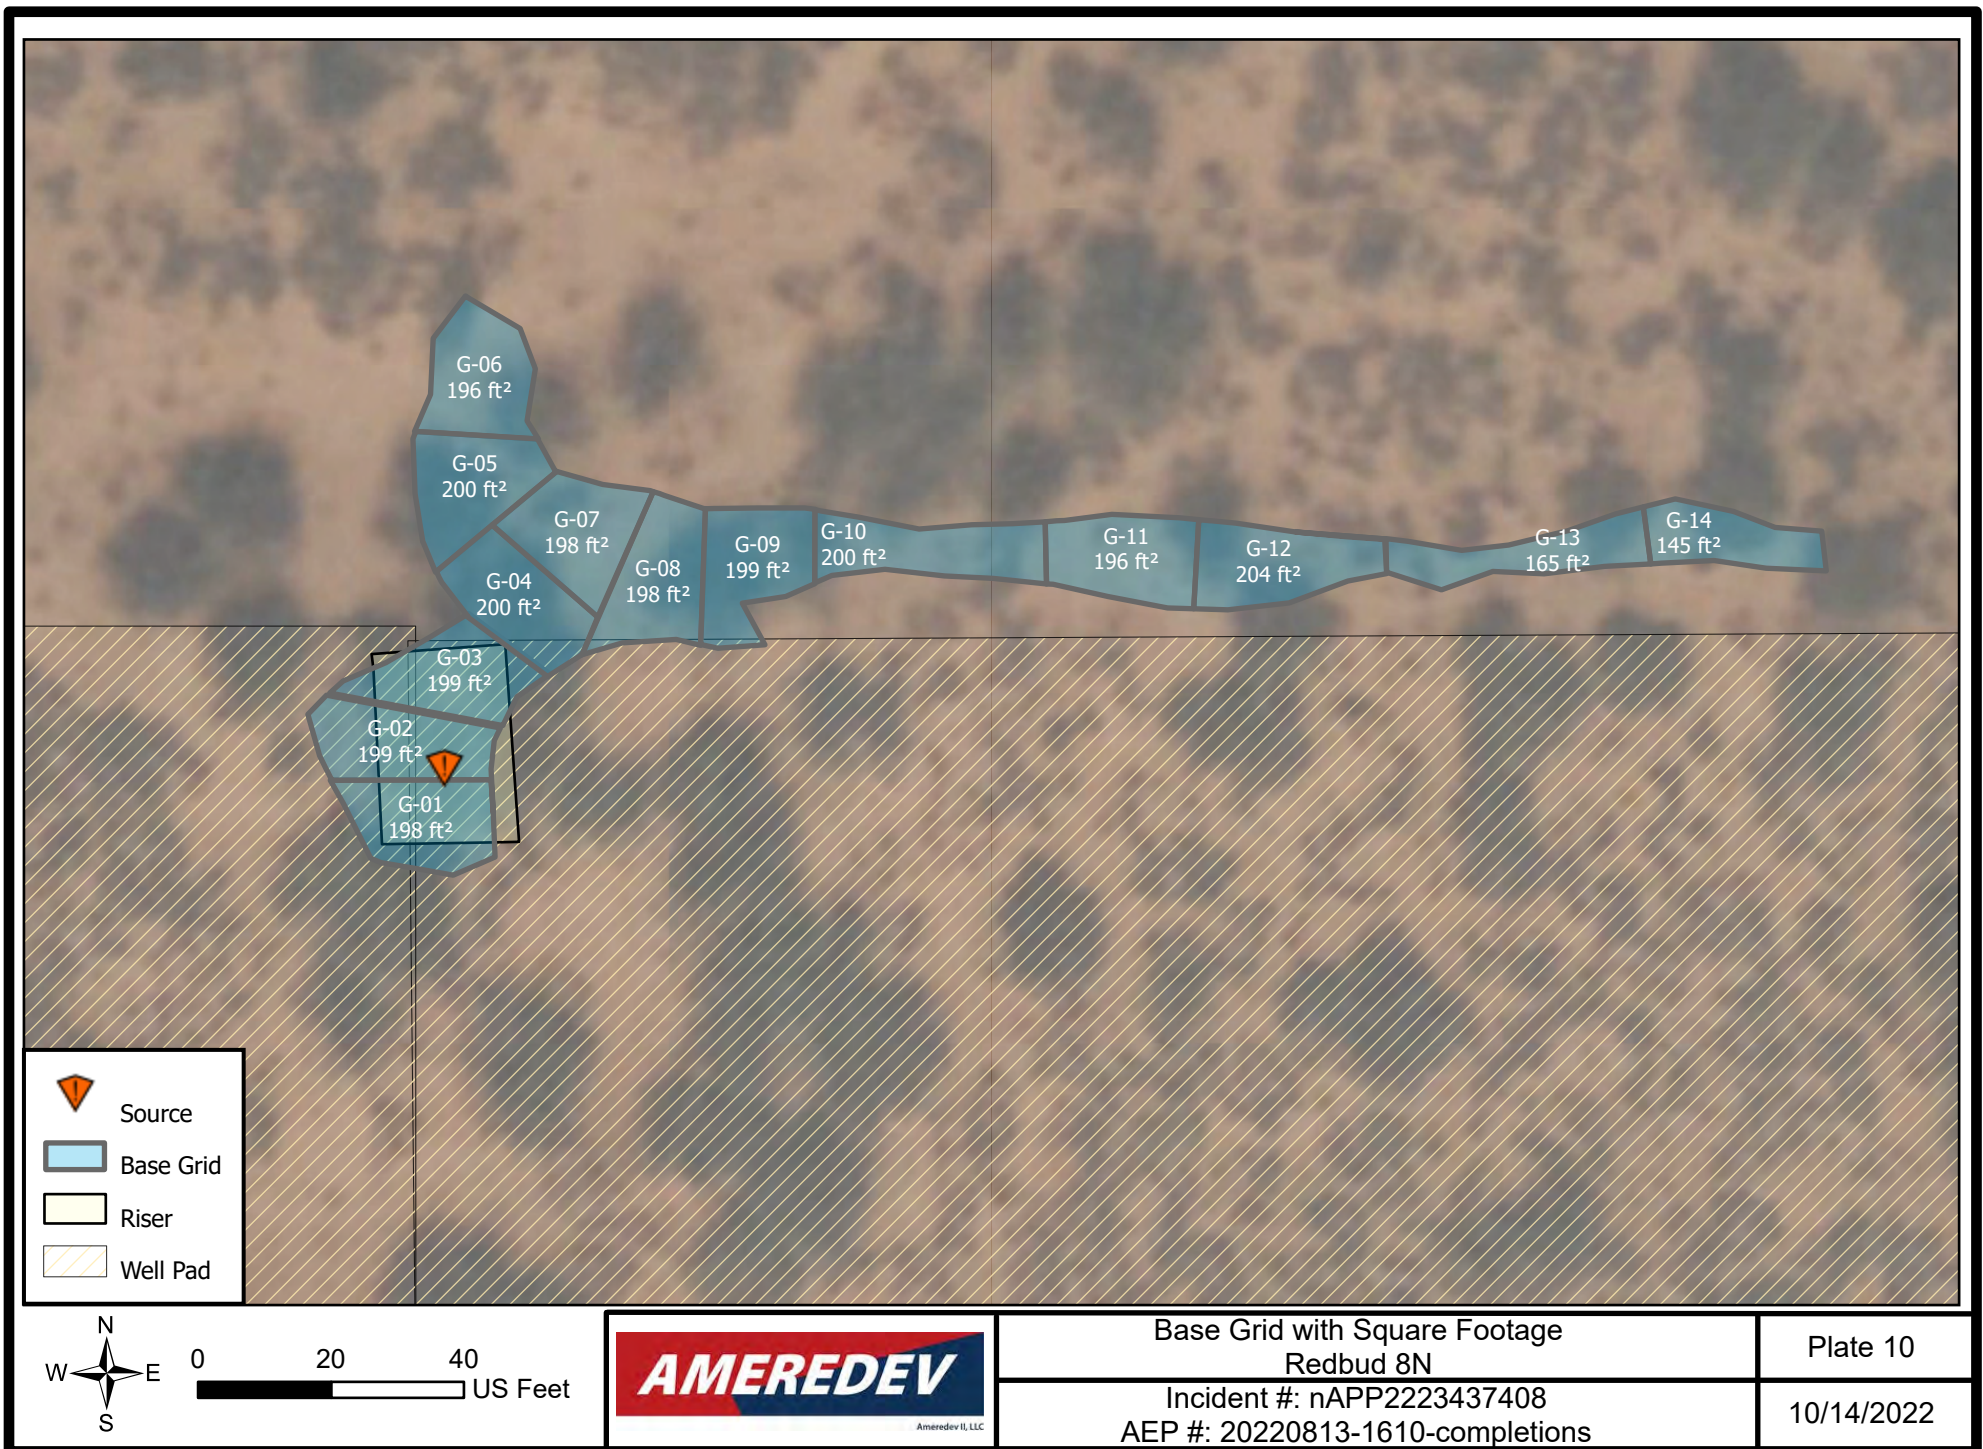 G-06
196 ft²
G-05
200 ft²
G-07
198 ft²
G-04
200 ft²
G-08
198 ft²
G-09
199 ft²
G-10
200 ft²
G-11
196 ft²
G-12
204 ft²
G-13
165 ft²
G-14
145 ft²
G-03
199 ft²
G-02
199 ft²
G-01
198 ft²
Source
Base Grid
Riser
Well Pad
N
W E
S
0 20 40
US Feet
AMEREDEV
Ameredev II, LLC
Base Grid with Square Footage
Redbud 8N
Incident #: nAPP2223437408
AEP #: 20220813-1610-completions
Plate 10
10/14/2022